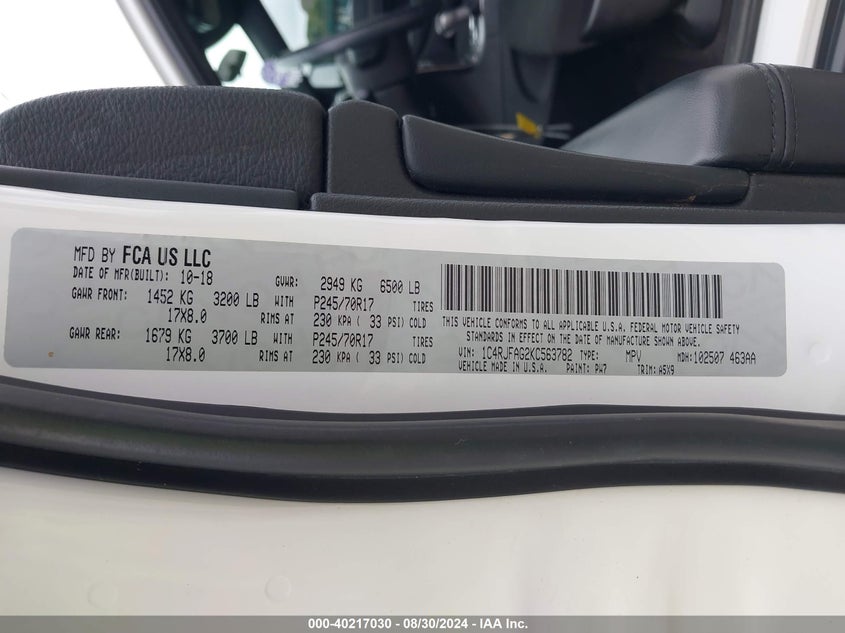 MFD BY FCA US LLC
DATE OF MFR(BUILT): 10-18 GVWR: 2949 KG 6500 LB
GAWR FRONT: 1452 KG 3200 LB WITH P245/70R17 TIRES
17X8.0 RIMS AT 230 KPA ( 33 PSI) COLD
GAWR REAR: 1679 KG 3700 LB WITH P245/70R17 TIRES
17X8.0 RIMS AT 230 KPA ( 33 PSI) COLD
THIS VEHICLE CONFORMS TO ALL APPLICABLE U.S.A. FEDERAL MOTOR VEHICLE SAFETY
STANDARDS IN EFFECT ON THE DATE OF MANUFACTURE SHOWN ABOVE.
VIN: 1C4RJFAG2KC563782 TYPE: MPV MDH: 102507 463AA
VEHICLE MADE IN U.S.A. PAINT: PW7 TRIM: A5X9
000-40217030 - 08/30/2024 - IAA Inc.